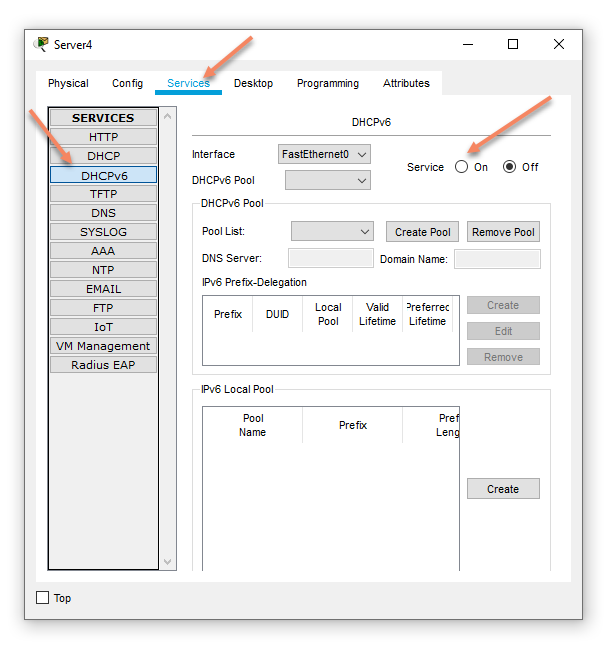 Server4
Physical Config Services Desktop Programming Attributes
SERVICES
HTTP
DHCP
DHCPv6
TFTP
DNS
SYSLOG
AAA
NTP
EMAIL
FTP
IoT
VM Management
Radius EAP
DHCPv6
Interface FastEthernet0
Service On Off
DHCPv6 Pool
DHCPv6 Pool
Pool List: Create Pool Remove Pool
DNS Server: Domain Name:
IPv6 Prefix-Delegation
Prefix DUID Local Pool Valid Lifetime Preferred Lifetime
Create
Edit
Remove
IPv6 Local Pool
Pool Name Prefix Pref Leng
Create
Top